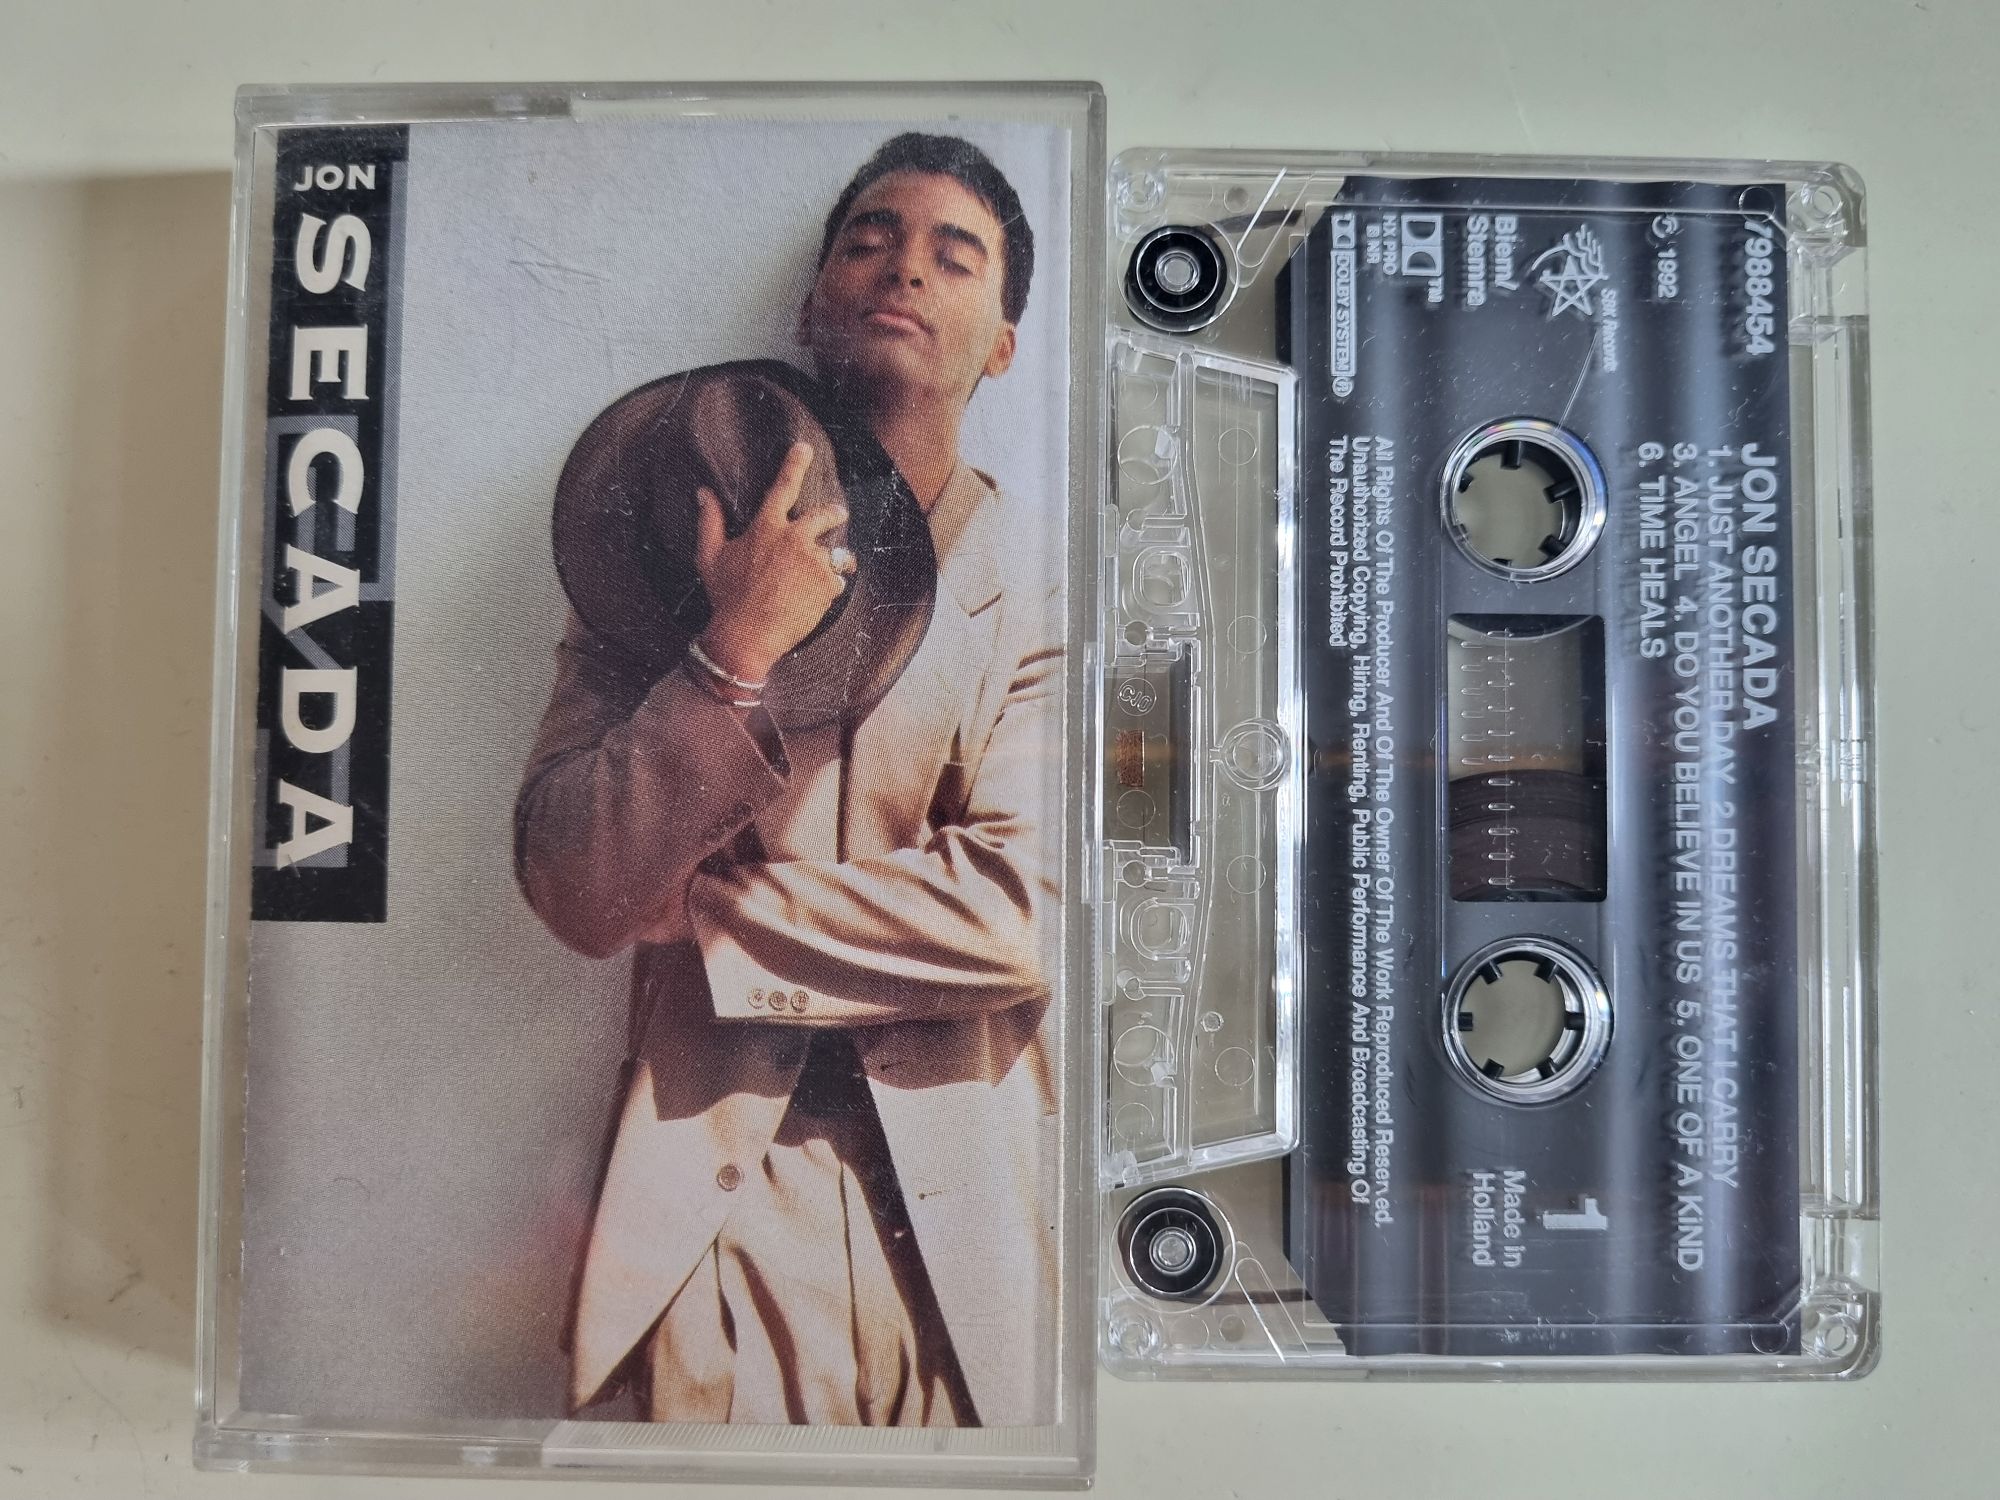 JON
SECADA
7988454
℗ 1992
SBK Records
Biem/
Stemra
HX PRO
B NR
DOLBY SYSTEM®
JON SECADA
1. JUST ANOTHER DAY 2. DREAMS THAT I CARRY
3. ANGEL 4. DO YOU BELIEVE IN US 5. ONE OF A KIND
6. TIME HEALS
1
Made in
Holland
All Rights Of The Producer And Of The Owner Of The Work Reproduced Reserved.
Unauthorized Copying, Hiring, Renting, Public Performance And Broadcasting Of
The Record Prohibited